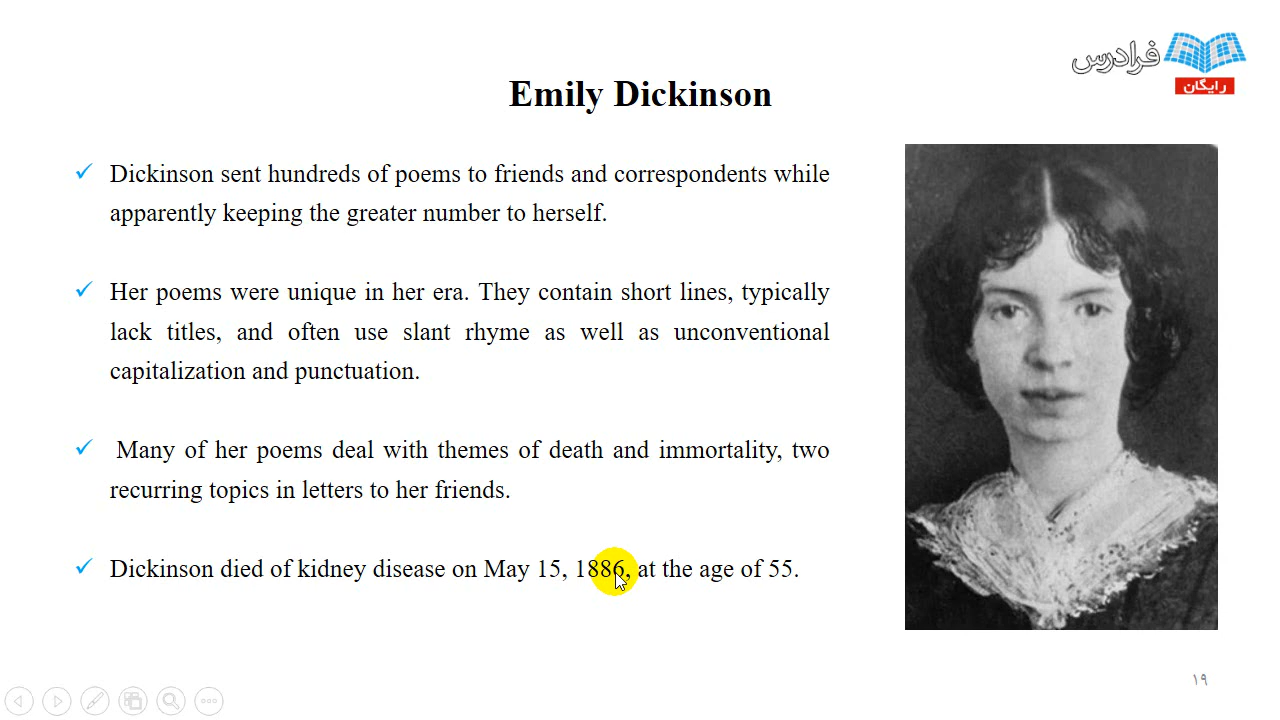 فرادرس
رایگان
Emily Dickinson
Dickinson sent hundreds of poems to friends and correspondents while
apparently keeping the greater number to herself.
Her poems were unique in her era. They contain short lines, typically
lack titles, and often use slant rhyme as well as unconventional
capitalization and punctuation.
Many of her poems deal with themes of death and immortality, two
recurring topics in letters to her friends.
Dickinson died of kidney disease on May 15, 1886, at the age of 55.
۱۹